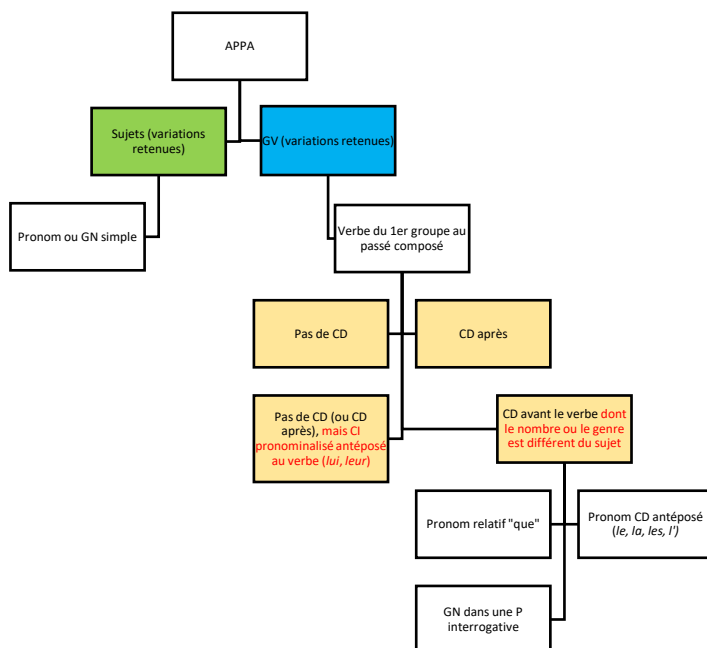 APPA
Sujets (variations
retenues)
GV (variations retenues)
Pronom ou GN simple
Verbe du 1er groupe au
passé composé
Pas de CD
CD après
Pas de CD (ou CD
après), mais CI
pronominalisé antéposé
au verbe (lui, leur)
CD avant le verbe dont
le nombre ou le genre
est différent du sujet
Pronom relatif "que"
Pronom CD antéposé
(le, la, les, l')
GN dans une P
interrogative